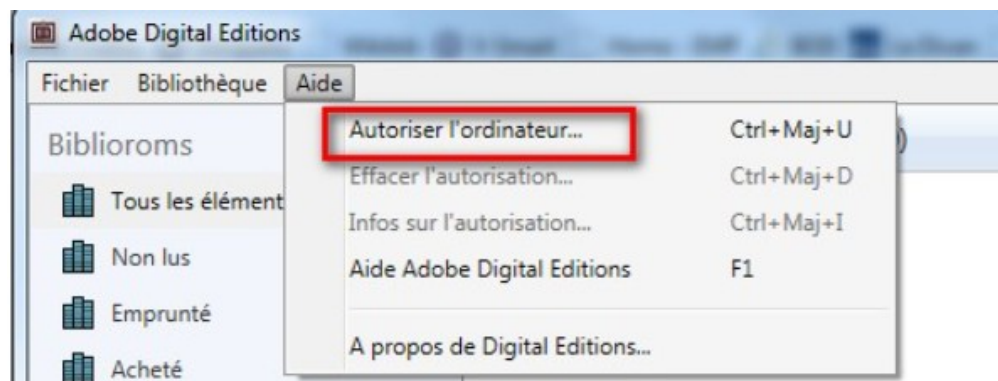 Adobe Digital Editions
Fichier Bibliothèque Aide
Biblioroms
Autoriser l'ordinateur... Ctrl+Maj+U
Effacer l'autorisation... Ctrl+Maj+D
Tous les élément
Infos sur l'autorisation... Ctrl+Maj+I
Non lus
Aide Adobe Digital Editions F1
Emprunté
A propos de Digital Editions...
Acheté